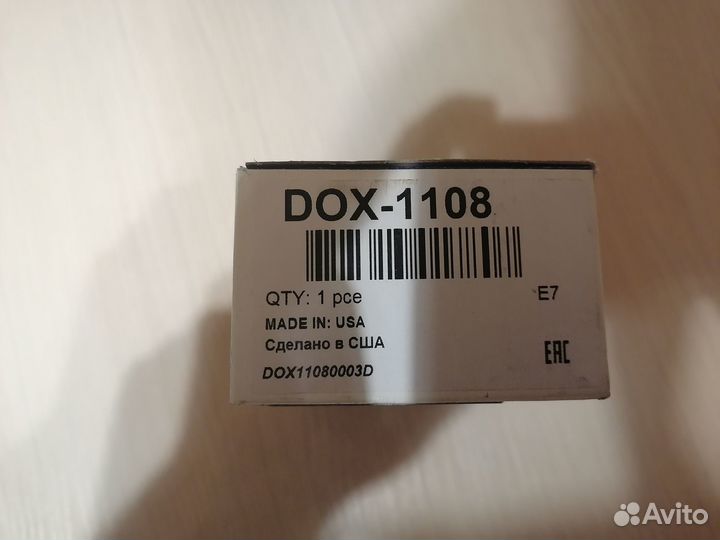 DOX-1108
QTY: 1 pce E7
MADE IN: USA
Сделано в США
EAC
DOX11080003D
Avito